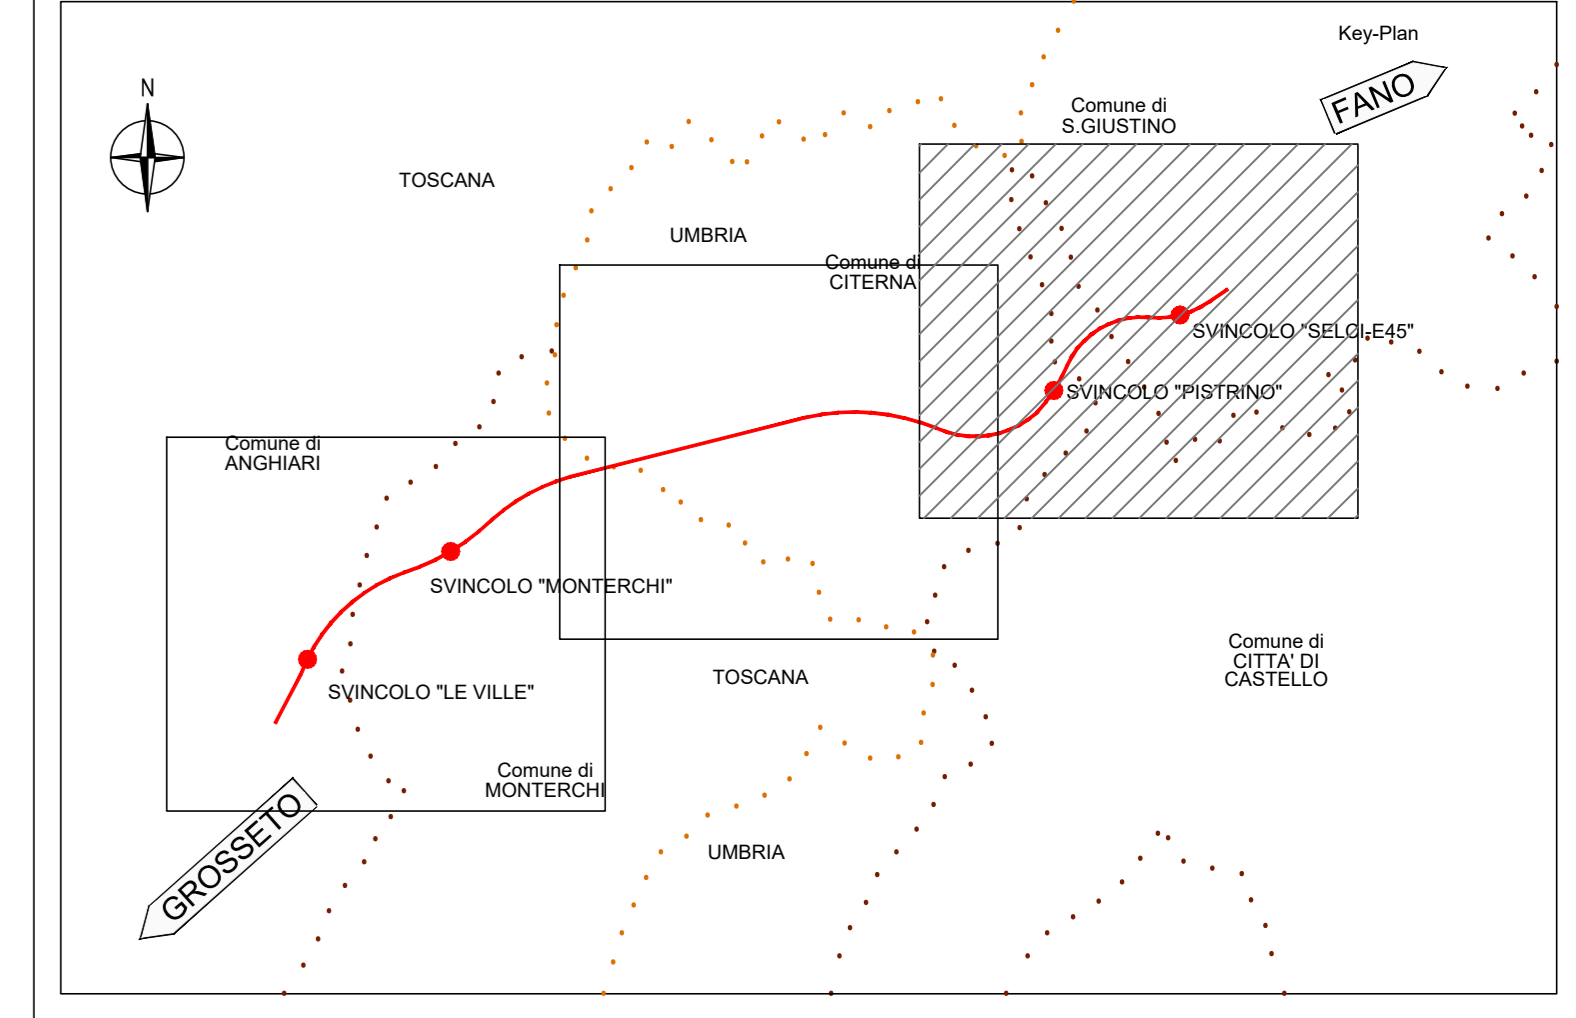 Key-Plan
N
FANO
Comune di
S.GIUSTINO
TOSCANA
UMBRIA
Comune di
CITERNA
SVINCOLO "SELCI-E45"
SVINCOLO "PISTRINO"
Comune di
ANGHIARI
SVINCOLO "MONTERCHI"
Comune di
CITTA' DI
CASTELLO
TOSCANA
SVINCOLO "LE VILLE"
Comune di
MONTERCHI
GROSSETO
UMBRIA